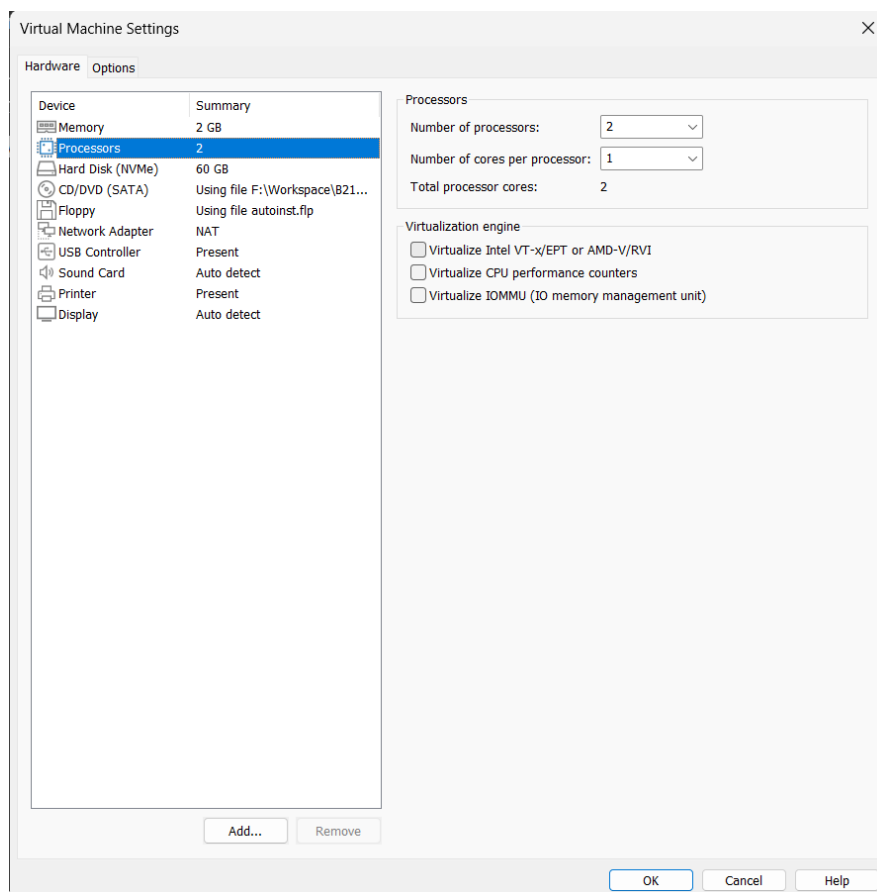 Virtual Machine Settings
Hardware Options
Device Summary
Memory 2 GB
Processors 2
Hard Disk (NVMe) 60 GB
CD/DVD (SATA) Using file F:\Workspace\B21...
Floppy Using file autoinst.flp
Network Adapter NAT
USB Controller Present
Sound Card Auto detect
Printer Present
Display Auto detect
Add... Remove
Processors
Number of processors: 2
Number of cores per processor: 1
Total processor cores: 2
Virtualization engine
Virtualize Intel VT-x/EPT or AMD-V/RVI
Virtualize CPU performance counters
Virtualize IOMMU (IO memory management unit)
OK Cancel Help